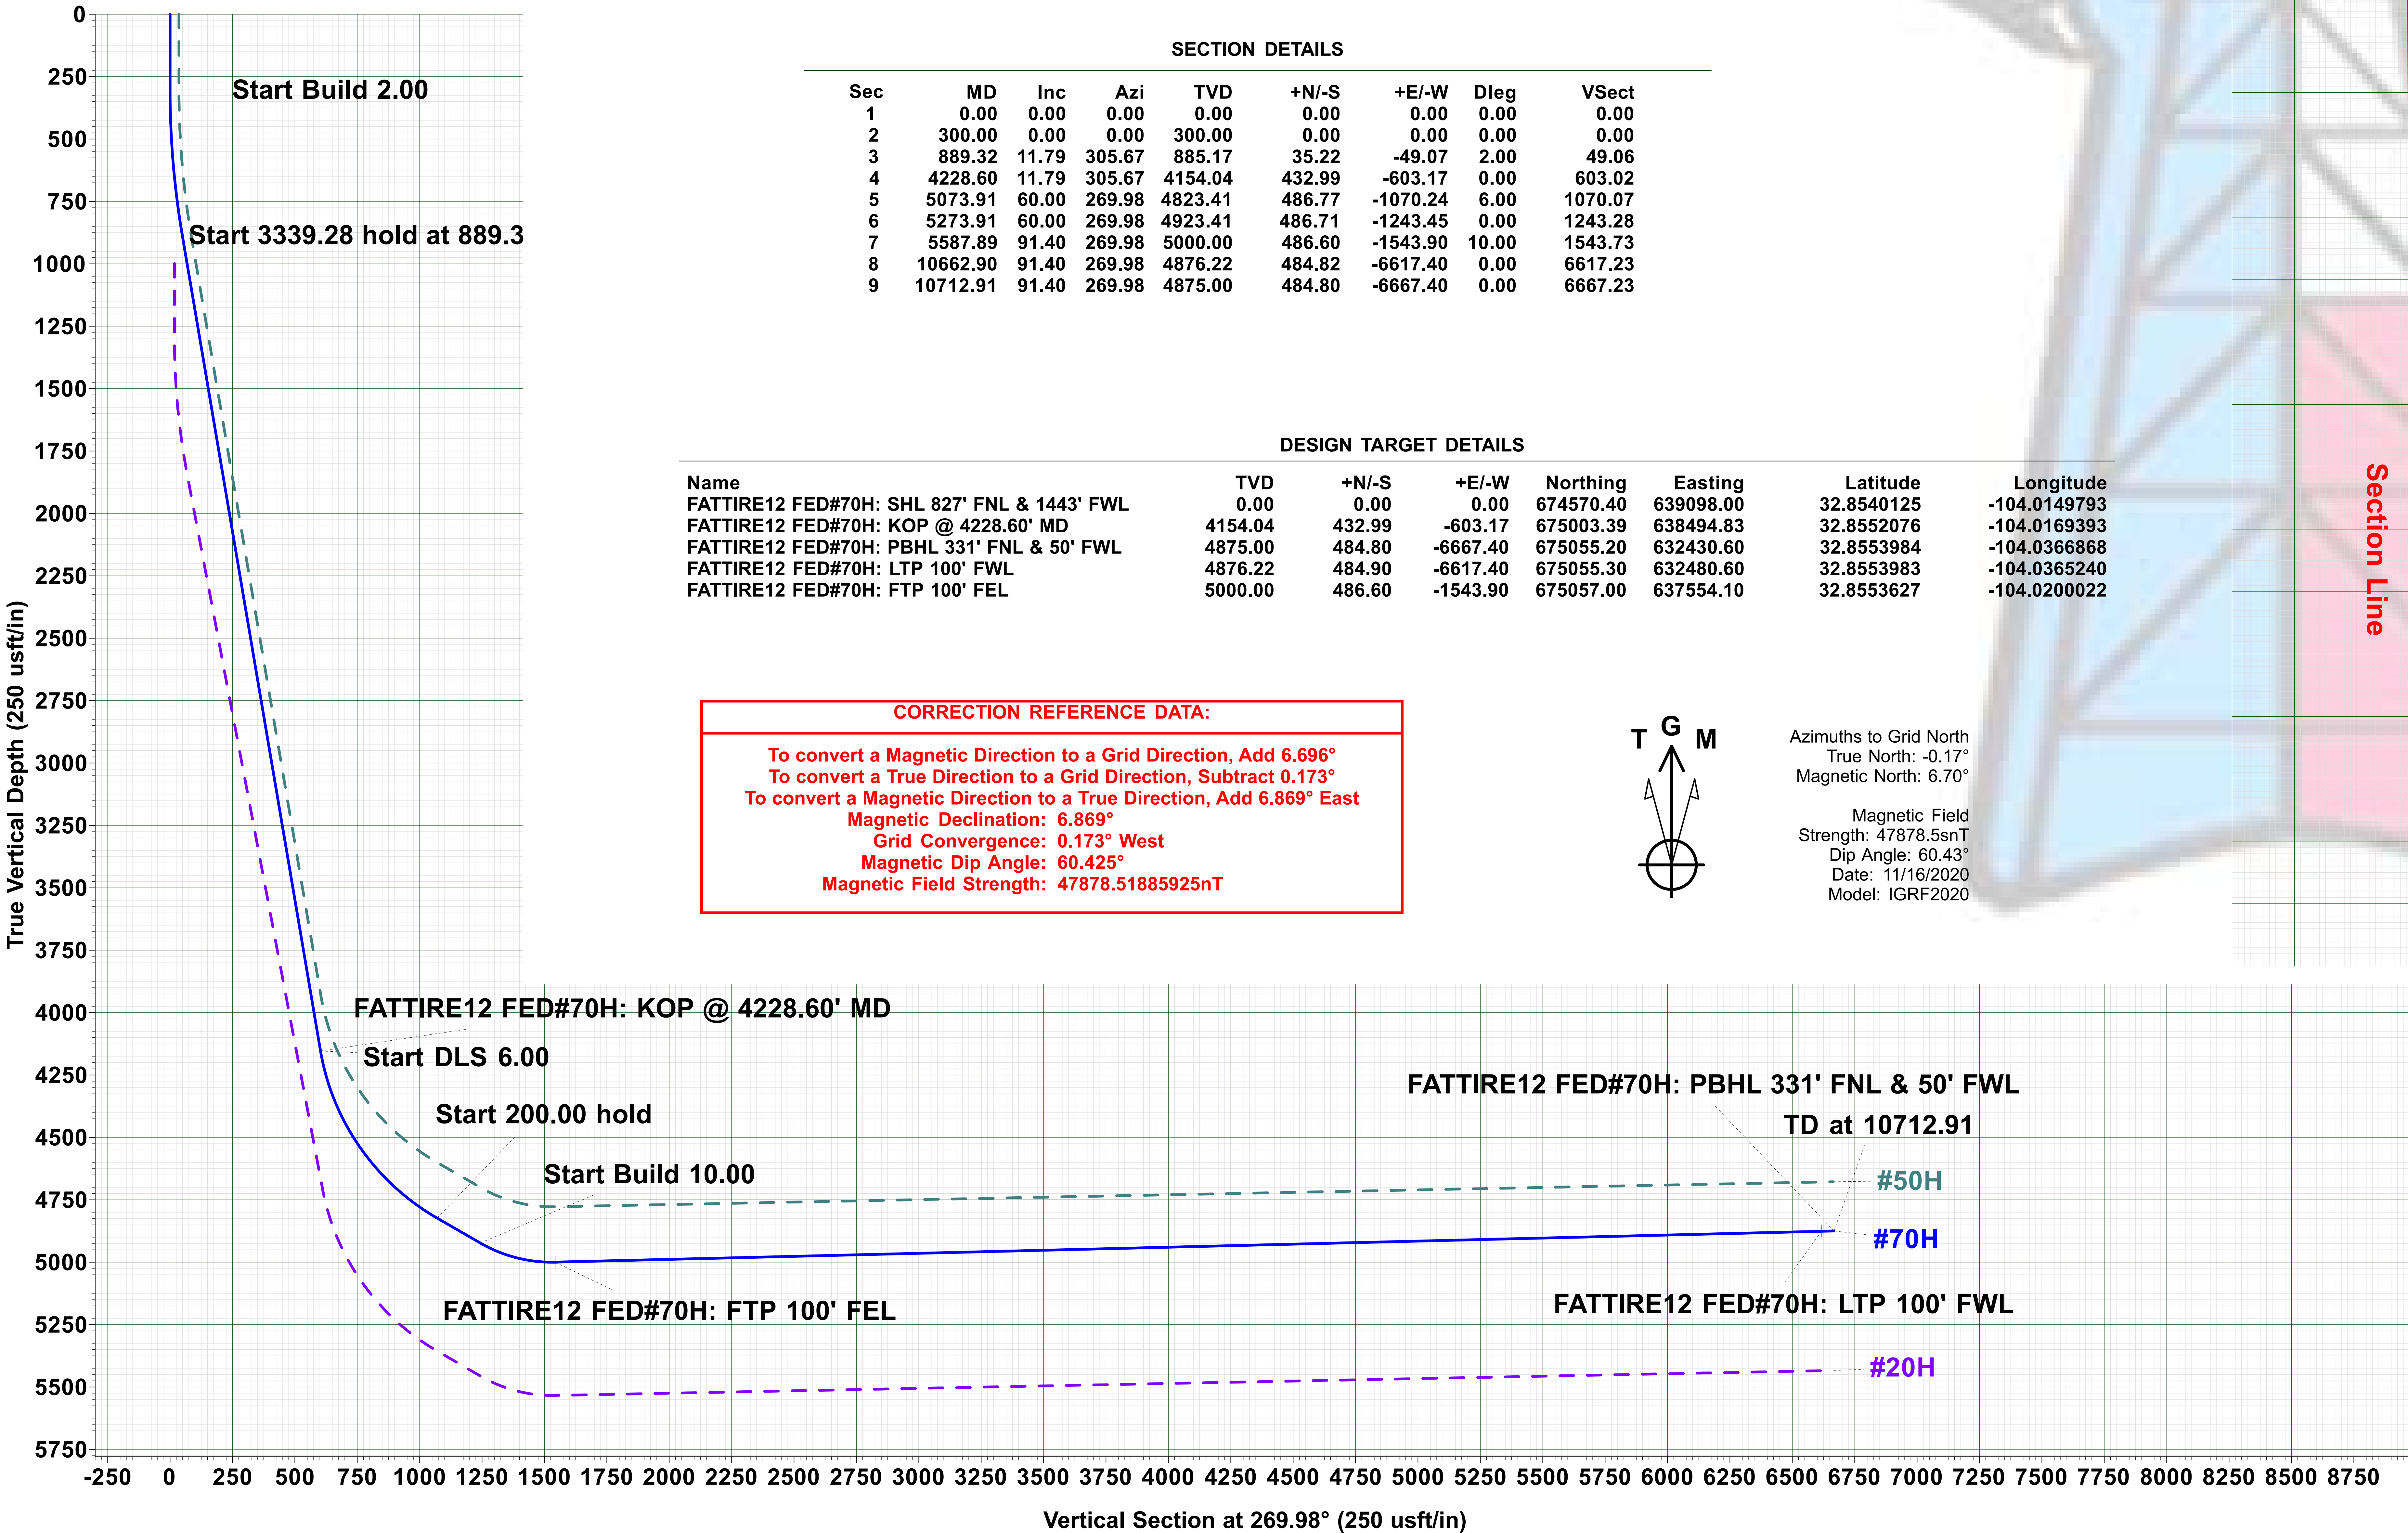 SECTION DETAILS
Sec MD Inc Azi TVD +N/-S +E/-W Dleg VSect
1 0.00 0.00 0.00 0.00 0.00 0.00 0.00 0.00
2 300.00 0.00 0.00 300.00 0.00 0.00 0.00 0.00
3 889.32 11.79 305.67 885.17 35.22 -49.07 2.00 49.06
4 4228.60 11.79 305.67 4154.04 432.99 -603.17 0.00 603.02
5 5073.91 60.00 269.98 4823.41 486.77 -1070.24 6.00 1070.07
6 5273.91 60.00 269.98 4923.41 486.71 -1243.45 0.00 1243.28
7 5587.89 91.40 269.98 5000.00 486.60 -1543.90 10.00 1543.73
8 10662.90 91.40 269.98 4876.22 484.82 -6617.40 0.00 6617.23
9 10712.91 91.40 269.98 4875.00 484.80 -6667.40 0.00 6667.23
DESIGN TARGET DETAILS
Name TVD +N/-S +E/-W Northing Easting Latitude Longitude
FATTIRE12 FED#70H: SHL 827' FNL & 1443' FWL 0.00 0.00 0.00 674570.40 639098.00 32.8540125 -104.0149793
FATTIRE12 FED#70H: KOP @ 4228.60' MD 4154.04 432.99 -603.17 675003.39 638494.83 32.8552076 -104.0169393
FATTIRE12 FED#70H: PBHL 331' FNL & 50' FWL 4875.00 484.80 -6667.40 675055.20 632430.60 32.8553984 -104.0366868
FATTIRE12 FED#70H: LTP 100' FWL 4876.22 484.90 -6617.40 675055.30 632480.60 32.8553983 -104.0365240
FATTIRE12 FED#70H: FTP 100' FEL 5000.00 486.60 -1543.90 675057.00 637554.10 32.8553627 -104.0200022
CORRECTION REFERENCE DATA:
To convert a Magnetic Direction to a Grid Direction, Add 6.696°
To convert a True Direction to a Grid Direction, Subtract 0.173°
To convert a Magnetic Direction to a True Direction, Add 6.869° East
Magnetic Declination: 6.869°
Grid Convergence: 0.173° West
Magnetic Dip Angle: 60.425°
Magnetic Field Strength: 47878.51885925nT
T G M
Azimuths to Grid North
True North: -0.17°
Magnetic North: 6.70°
Magnetic Field
Strength: 47878.5snT
Dip Angle: 60.43°
Date: 11/16/2020
Model: IGRF2020
Section Line
True Vertical Depth (250 usft/in)
0
250
500
750
1000
1250
1500
1750
2000
2250
2500
2750
3000
3250
3500
3750
4000
4250
4500
4750
5000
5250
5500
5750
Start Build 2.00
Start 3339.28 hold at 889.3
FATTIRE12 FED#70H: KOP @ 4228.60' MD
Start DLS 6.00
Start 200.00 hold
Start Build 10.00
FATTIRE12 FED#70H: FTP 100' FEL
FATTIRE12 FED#70H: PBHL 331' FNL & 50' FWL
TD at 10712.91
#50H
#70H
FATTIRE12 FED#70H: LTP 100' FWL
#20H
-250 0 250 500 750 1000 1250 1500 1750 2000 2250 2500 2750 3000 3250 3500 3750 4000 4250 4500 4750 5000 5250 5500 5750 6000 6250 6500 6750 7000 7250 7500 7750 8000 8250 8500 8750
Vertical Section at 269.98° (250 usft/in)